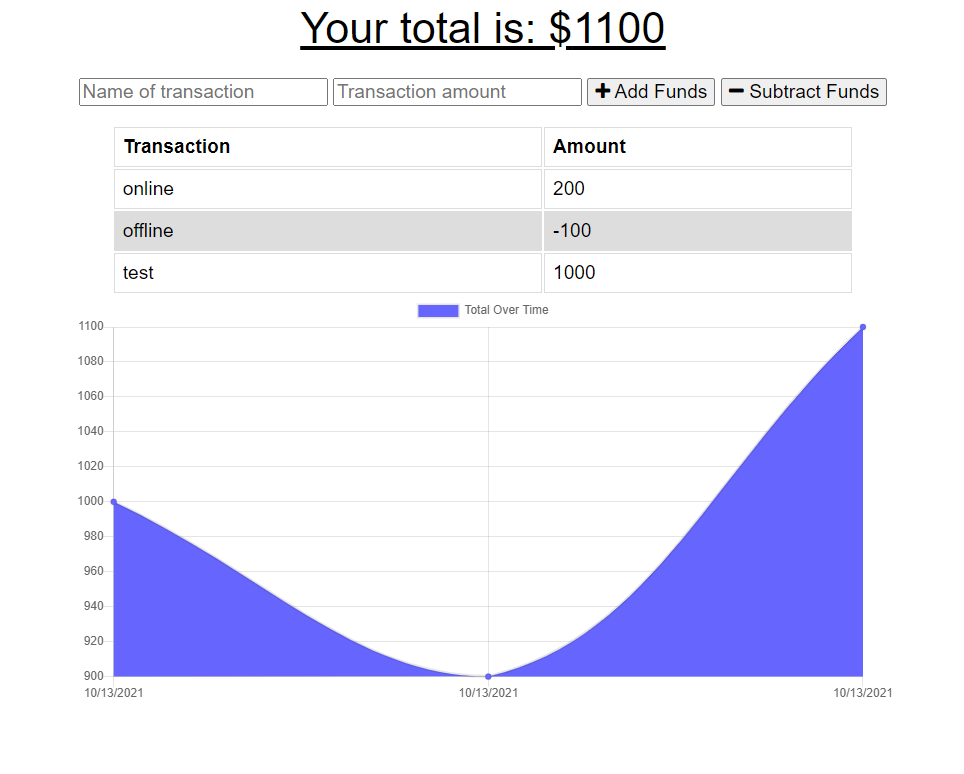 Your total is: $1100
Name of transaction Transaction amount Add Funds Subtract Funds
Transaction Amount
online 200
offline -100
test 1000
Total Over Time
1100
1080
1060
1040
1020
1000
980
960
940
920
900
10/13/2021 10/13/2021 10/13/2021